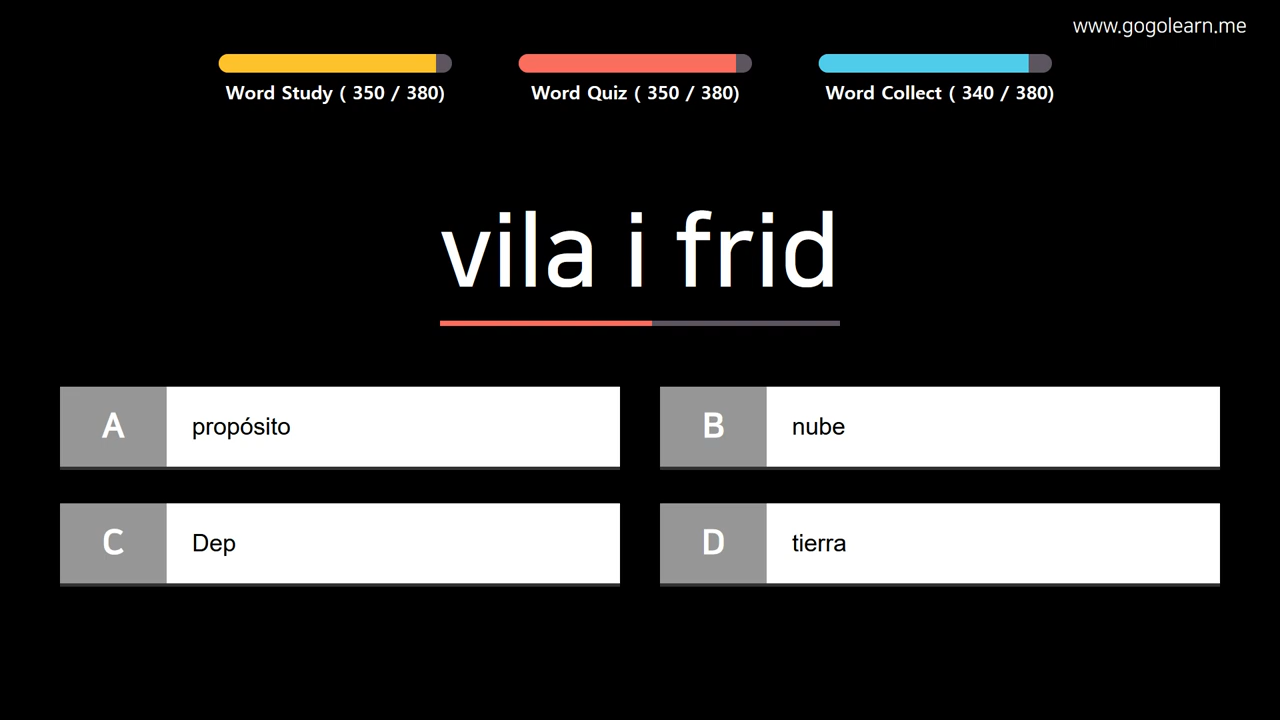 www.gogolearn.me
Word Study ( 350 / 380)
Word Quiz ( 350 / 380)
Word Collect ( 340 / 380)
vila i frid
A propósito
B nube
C Dep
D tierra